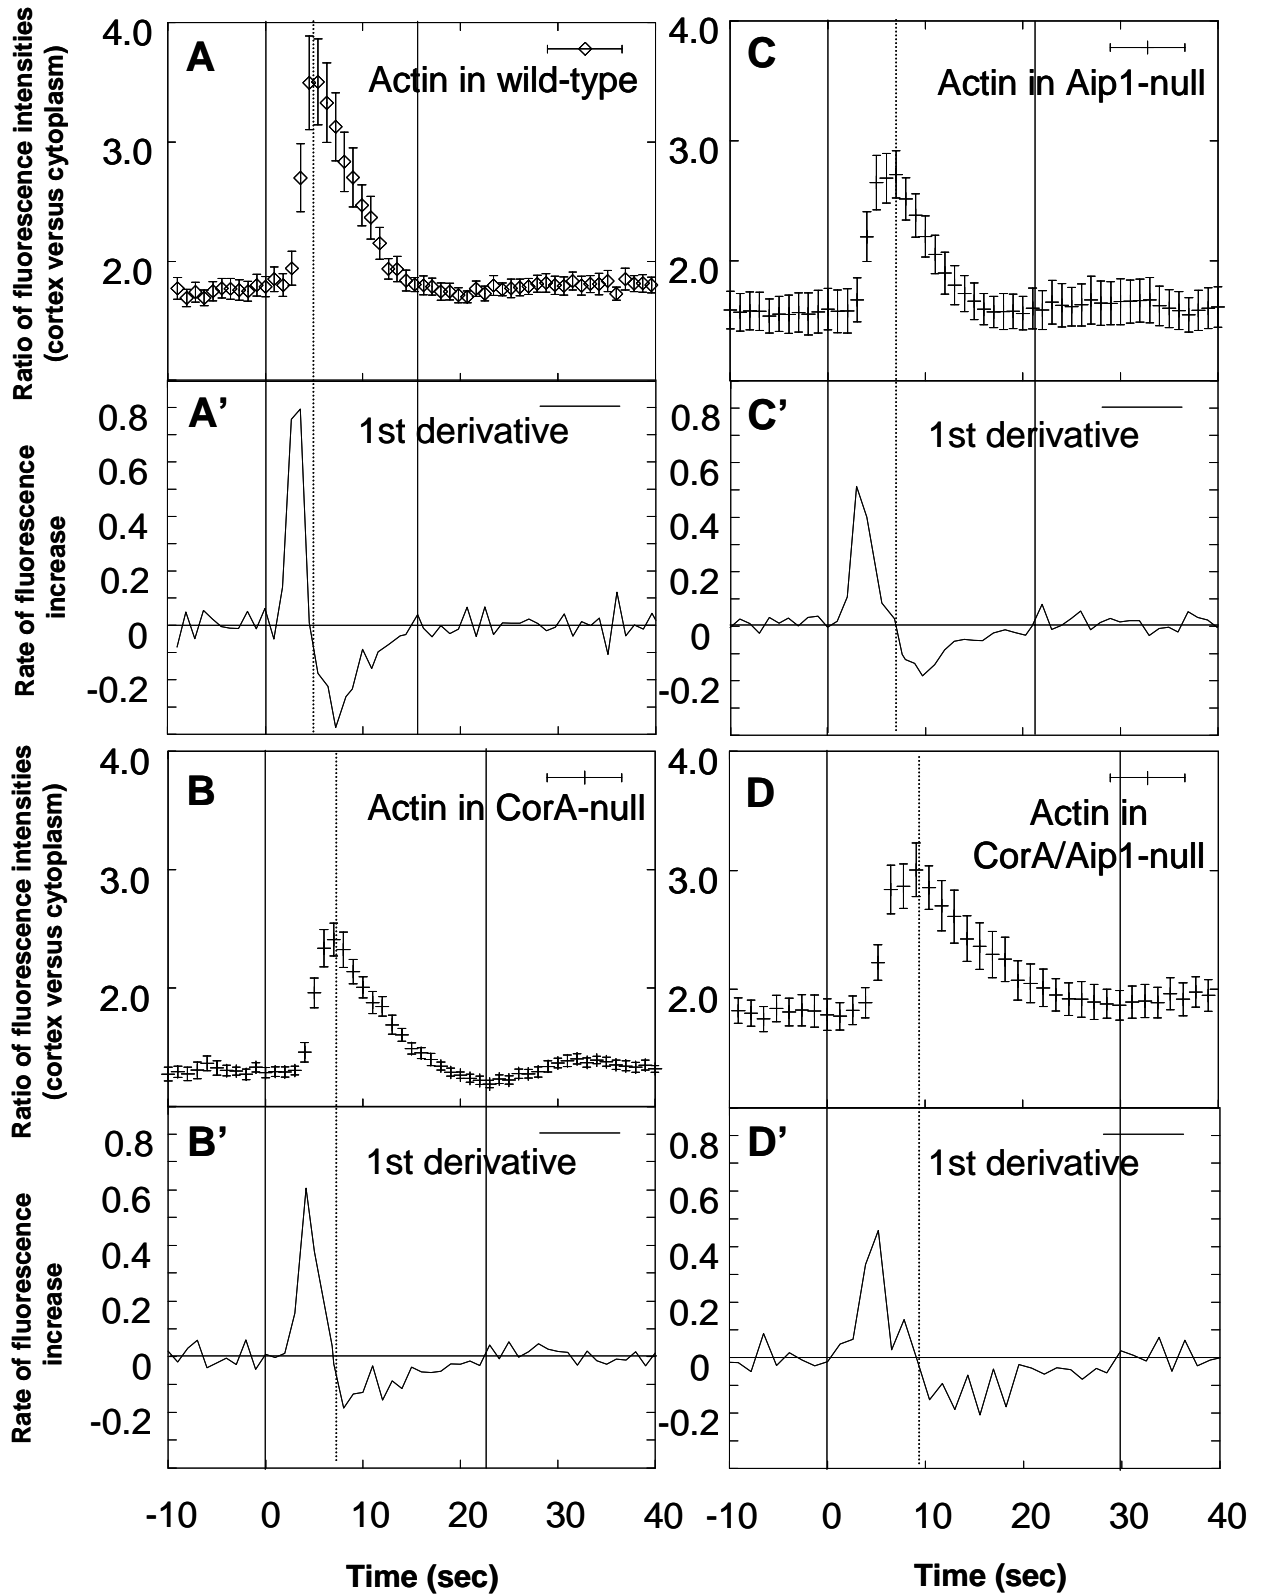 Ratio of fluorescence intensities
(cortex versus cytoplasm)
4.0
3.0
2.0
A
Actin in wild-type
4.0
3.0
2.0
C
Actin in Aip1-null
Rate of fluorescence
increase
0.8
0.6
0.4
0.2
0
-0.2
A’
1st derivative
0.8
0.6
0.4
0.2
0
-0.2
C’
1st derivative
Ratio of fluorescence intensities
(cortex versus cytoplasm)
4.0
3.0
2.0
B
Actin in CorA-null
4.0
3.0
2.0
D
Actin in
CorA/Aip1-null
Rate of fluorescence
increase
0.8
0.6
0.4
0.2
0
-0.2
B’
1st derivative
0.8
0.6
0.4
0.2
0
-0.2
D’
1st derivative
-10 0 10 20 30 40
-10 0 10 20 30 40
Time (sec)
Time (sec)